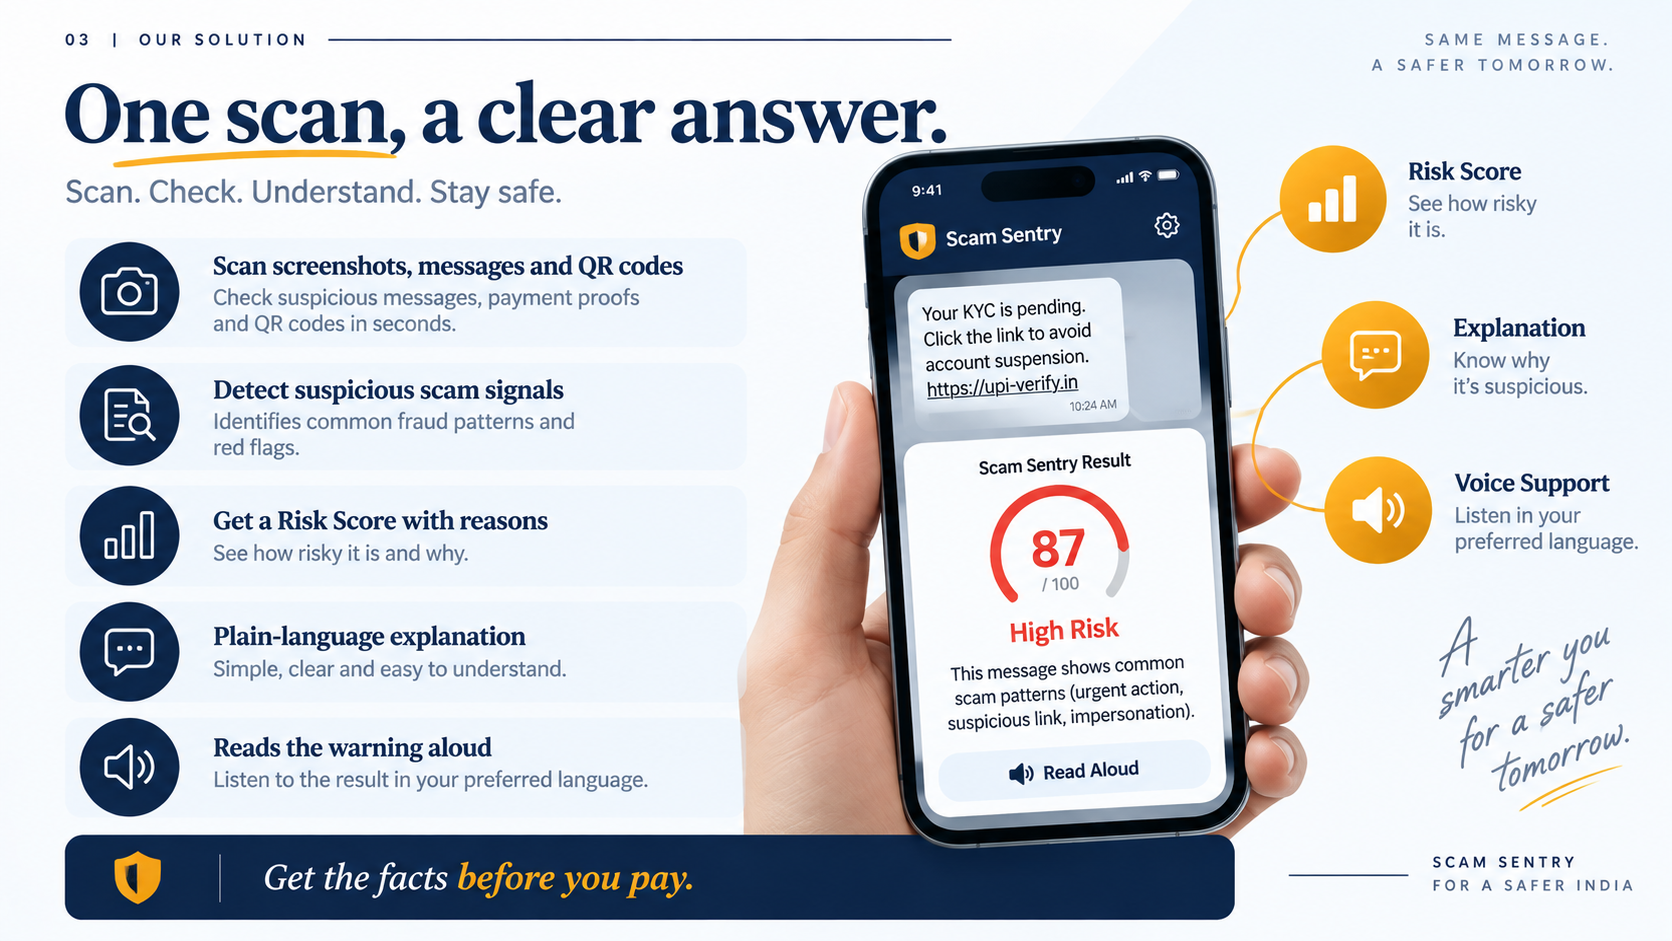 03 | OUR SOLUTION
SAME MESSAGE.
A SAFER TOMORROW.
One scan, a clear answer.
Scan. Check. Understand. Stay safe.
Scan screenshots, messages and QR codes
Check suspicious messages, payment proofs
and QR codes in seconds.
Detect suspicious scam signals
Identifies common fraud patterns and
red flags.
Get a Risk Score with reasons
See how risky it is and why.
Plain-language explanation
Simple, clear and easy to understand.
Reads the warning aloud
Listen to the result in your preferred language.
9:41
Scam Sentry
Your KYC is pending.
Click the link to avoid
account suspension.
https://upi-verify.in
10:24 AM
Scam Sentry Result
87
/ 100
High Risk
This message shows common
scam patterns (urgent action,
suspicious link, impersonation).
Read Aloud
Risk Score
See how risky
it is.
Explanation
Know why
it's suspicious.
Voice Support
Listen in your
preferred language.
A
smarter you
for a safer
tomorrow.
Get the facts before you pay.
SCAM SENTRY
FOR A SAFER INDIA